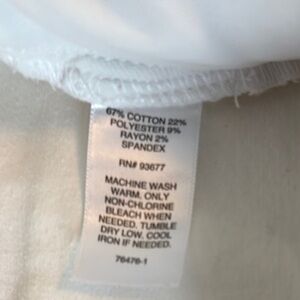 67% COTTON 22%
POLYESTER 9%
RAYON 2%
SPANDEX
RN# 93677
MACHINE WASH
WARM. ONLY
NON-CHLORINE
BLEACH WHEN
NEEDED. TUMBLE
DRY LOW. COOL
IRON IF NEEDED.
76476-1